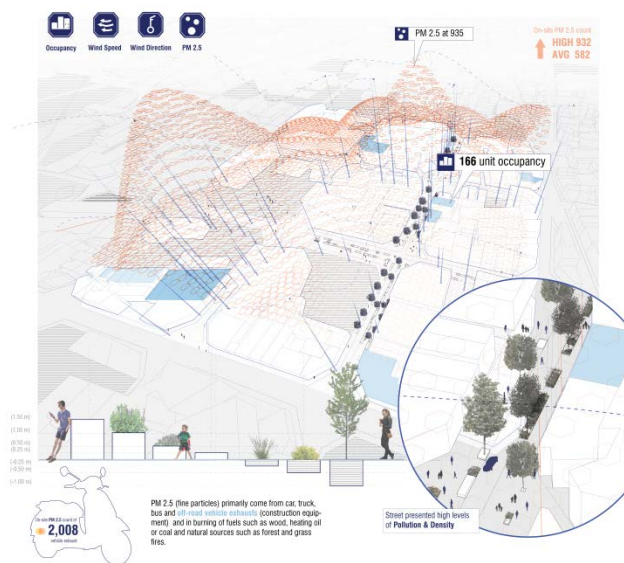 Occupancy
Wind Speed
Wind Direction
PM 2.5
PM 2.5 at 935
On-site PM 2.5 count
HIGH 932
AVG 582
166 unit occupancy
(1.50 m)
(1.00 m)
(0.50 m)
(0.25 m)
(-0.25 m)
(-0.50 m)
(-1.00 m)
On-site PM 2.5 count of
2,008
vehicle exhaust
PM 2.5 (fine particles) primarily come from car, truck,
bus and off-road vehicle exhausts (construction equip-
ment) and in burning of fuels such as wood, heating oil
or coal and natural sources such as forest and grass
fires.
Street presented high levels
of Pollution & Density